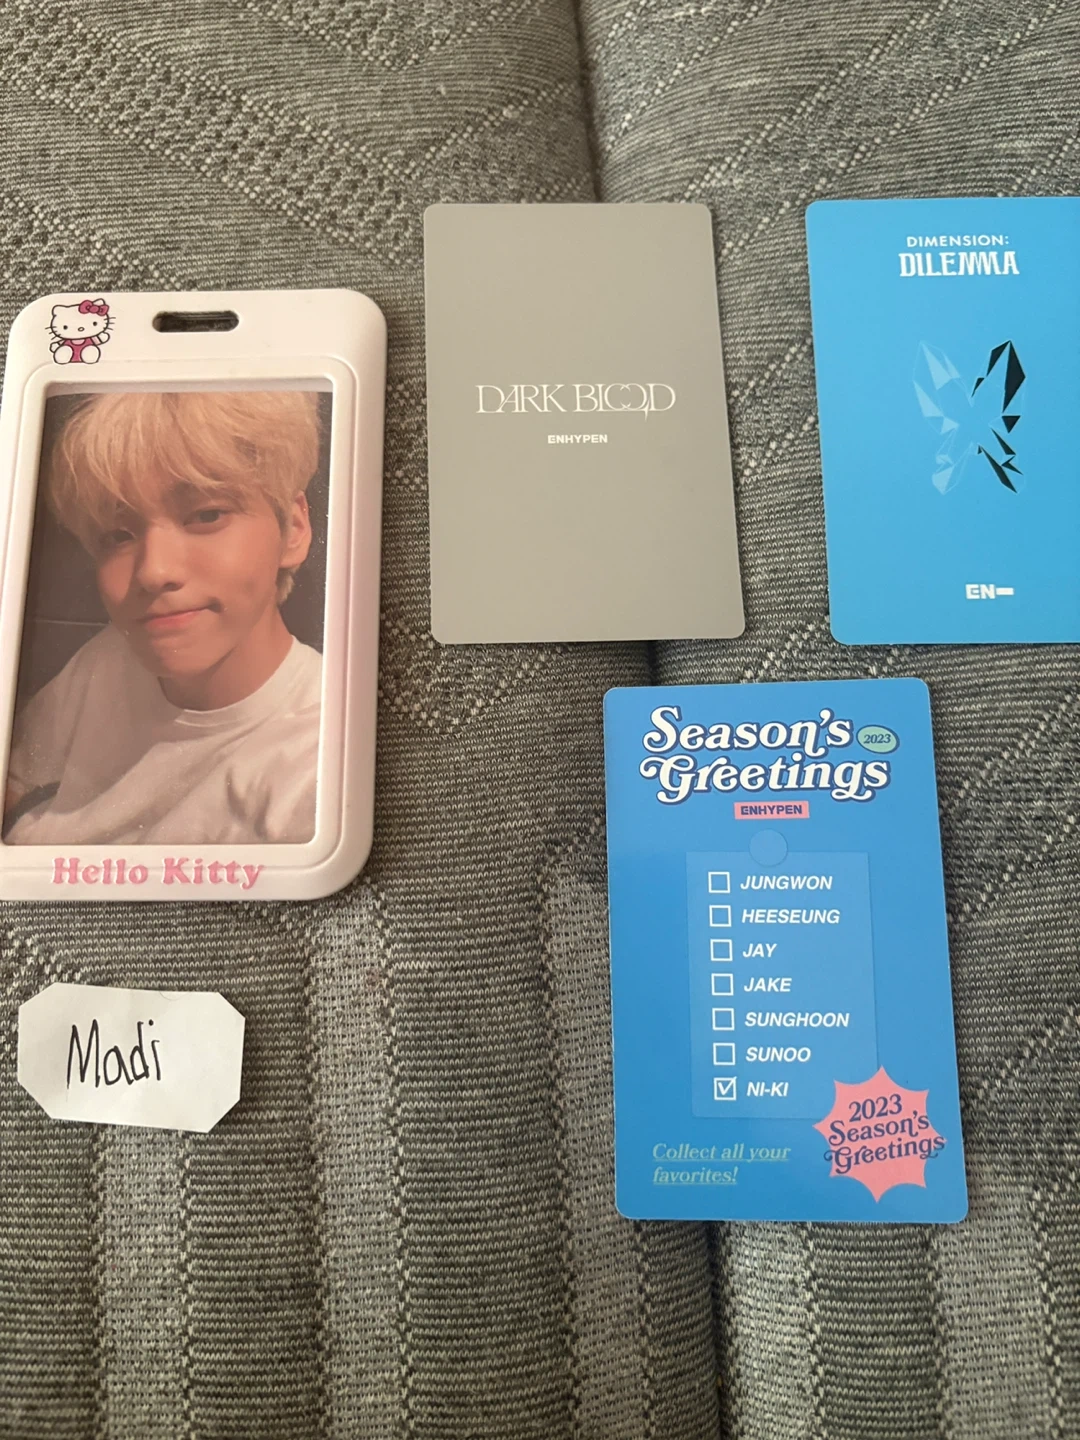 DIMENSION:
DILEMMA
DARK BLOOD
ENHYPEN
EN-
Hello Kitty
Madi
Season's
Greetings
2023
ENHYPEN
JUNGWON
HEESEUNG
JAY
JAKE
SUNGHOON
SUNOO
NI-KI
Collect all your
favorites!
2023
Season's
Greetings